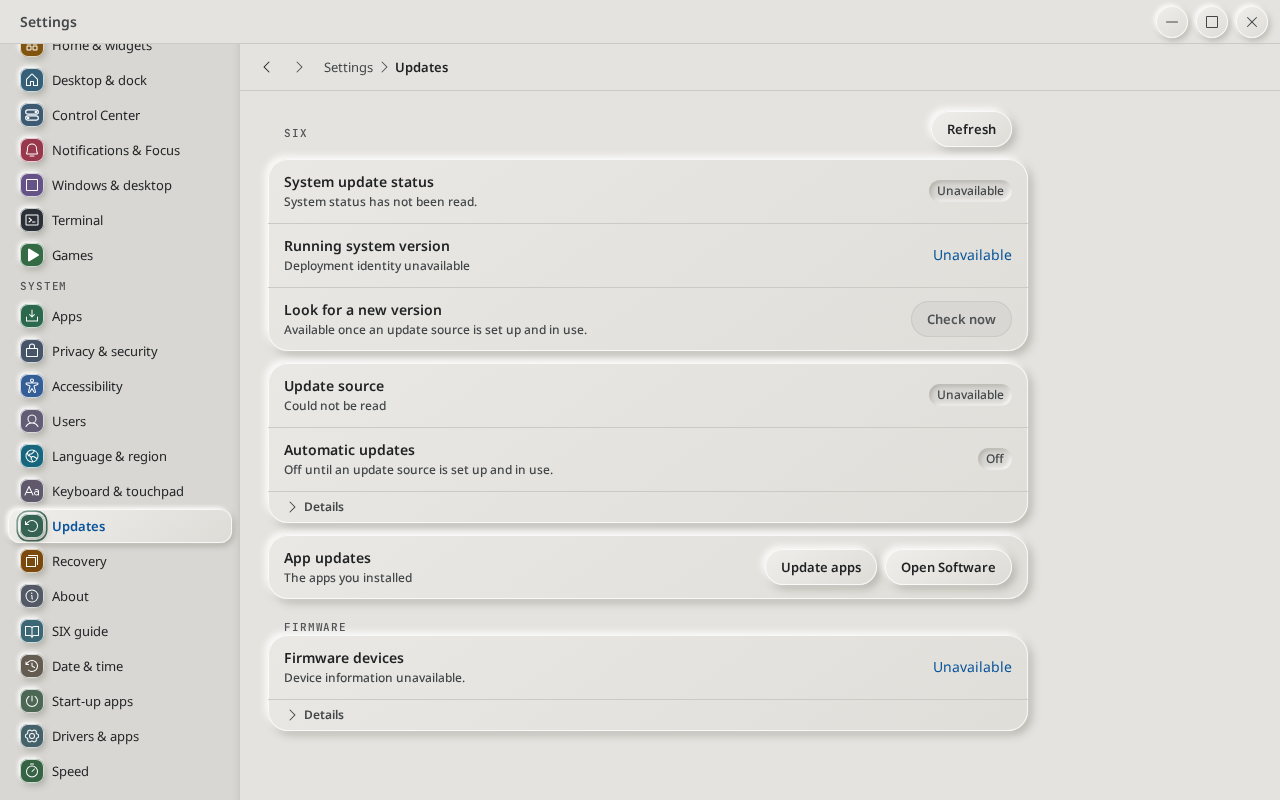 Settings
Home & widgets
Desktop & dock
Control Center
Notifications & Focus
Windows & desktop
Terminal
Games
SYSTEM
Apps
Privacy & security
Accessibility
Users
Language & region
Keyboard & touchpad
Updates
Recovery
About
SIX guide
Date & time
Start-up apps
Drivers & apps
Speed
Settings > Updates
SIX
Refresh
System update status
System status has not been read.
Unavailable
Running system version
Deployment identity unavailable
Unavailable
Look for a new version
Available once an update source is set up and in use.
Check now
Update source
Could not be read
Unavailable
Automatic updates
Off until an update source is set up and in use.
Off
Details
App updates
The apps you installed
Update apps
Open Software
FIRMWARE
Firmware devices
Device information unavailable.
Unavailable
Details